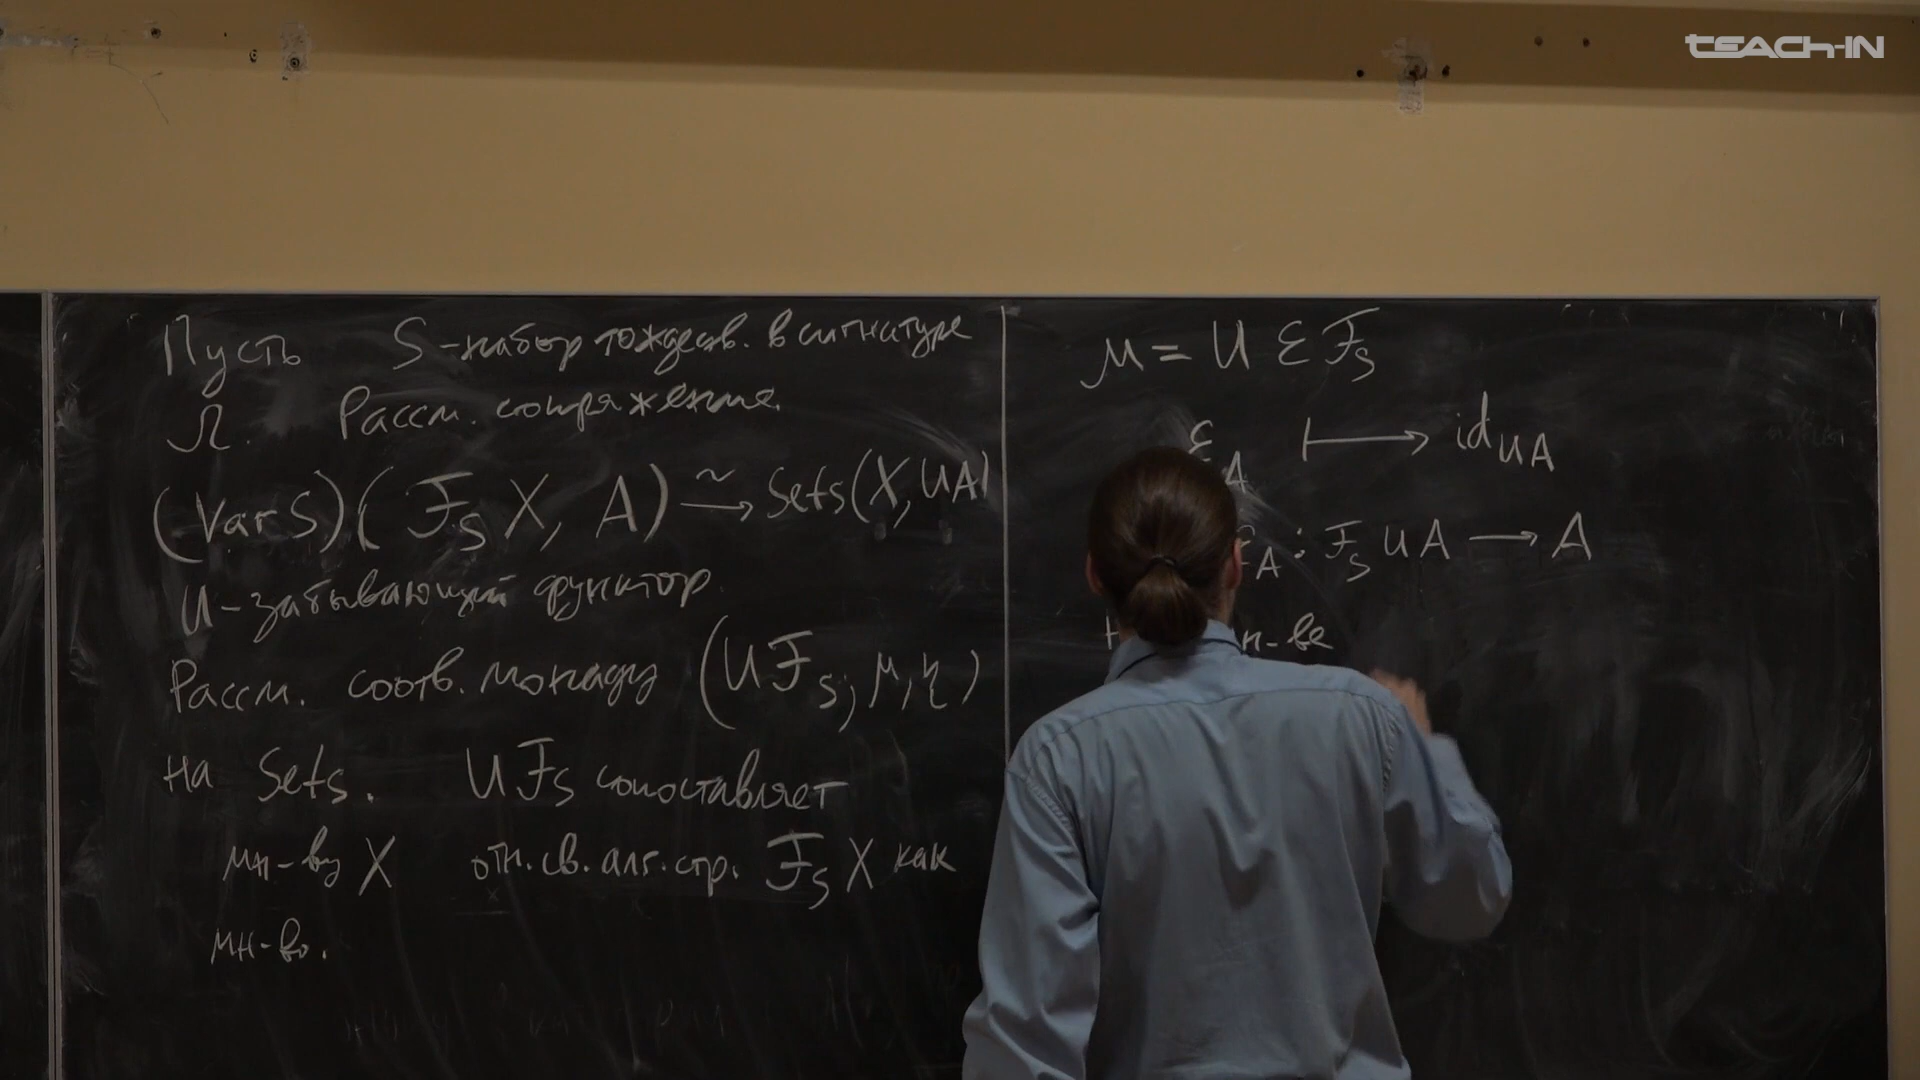 Пусть S - набор тождеств. в сигнатуре
Ω. Рассм. сопряжение.
(Var S)(F_S X, A) ~→ Sets(X, UA)
U - забывающий функтор.
Рассм. соотв. монаду (UF_S, μ, η)
на Sets. UF_S сопоставляет
мн-ву X отн. св. алг. стр. F_S X как
мн-во.
μ = U ε F_S
ε_A ↦ id_UA
ε_A : F_S UA → A
TEACH-IN